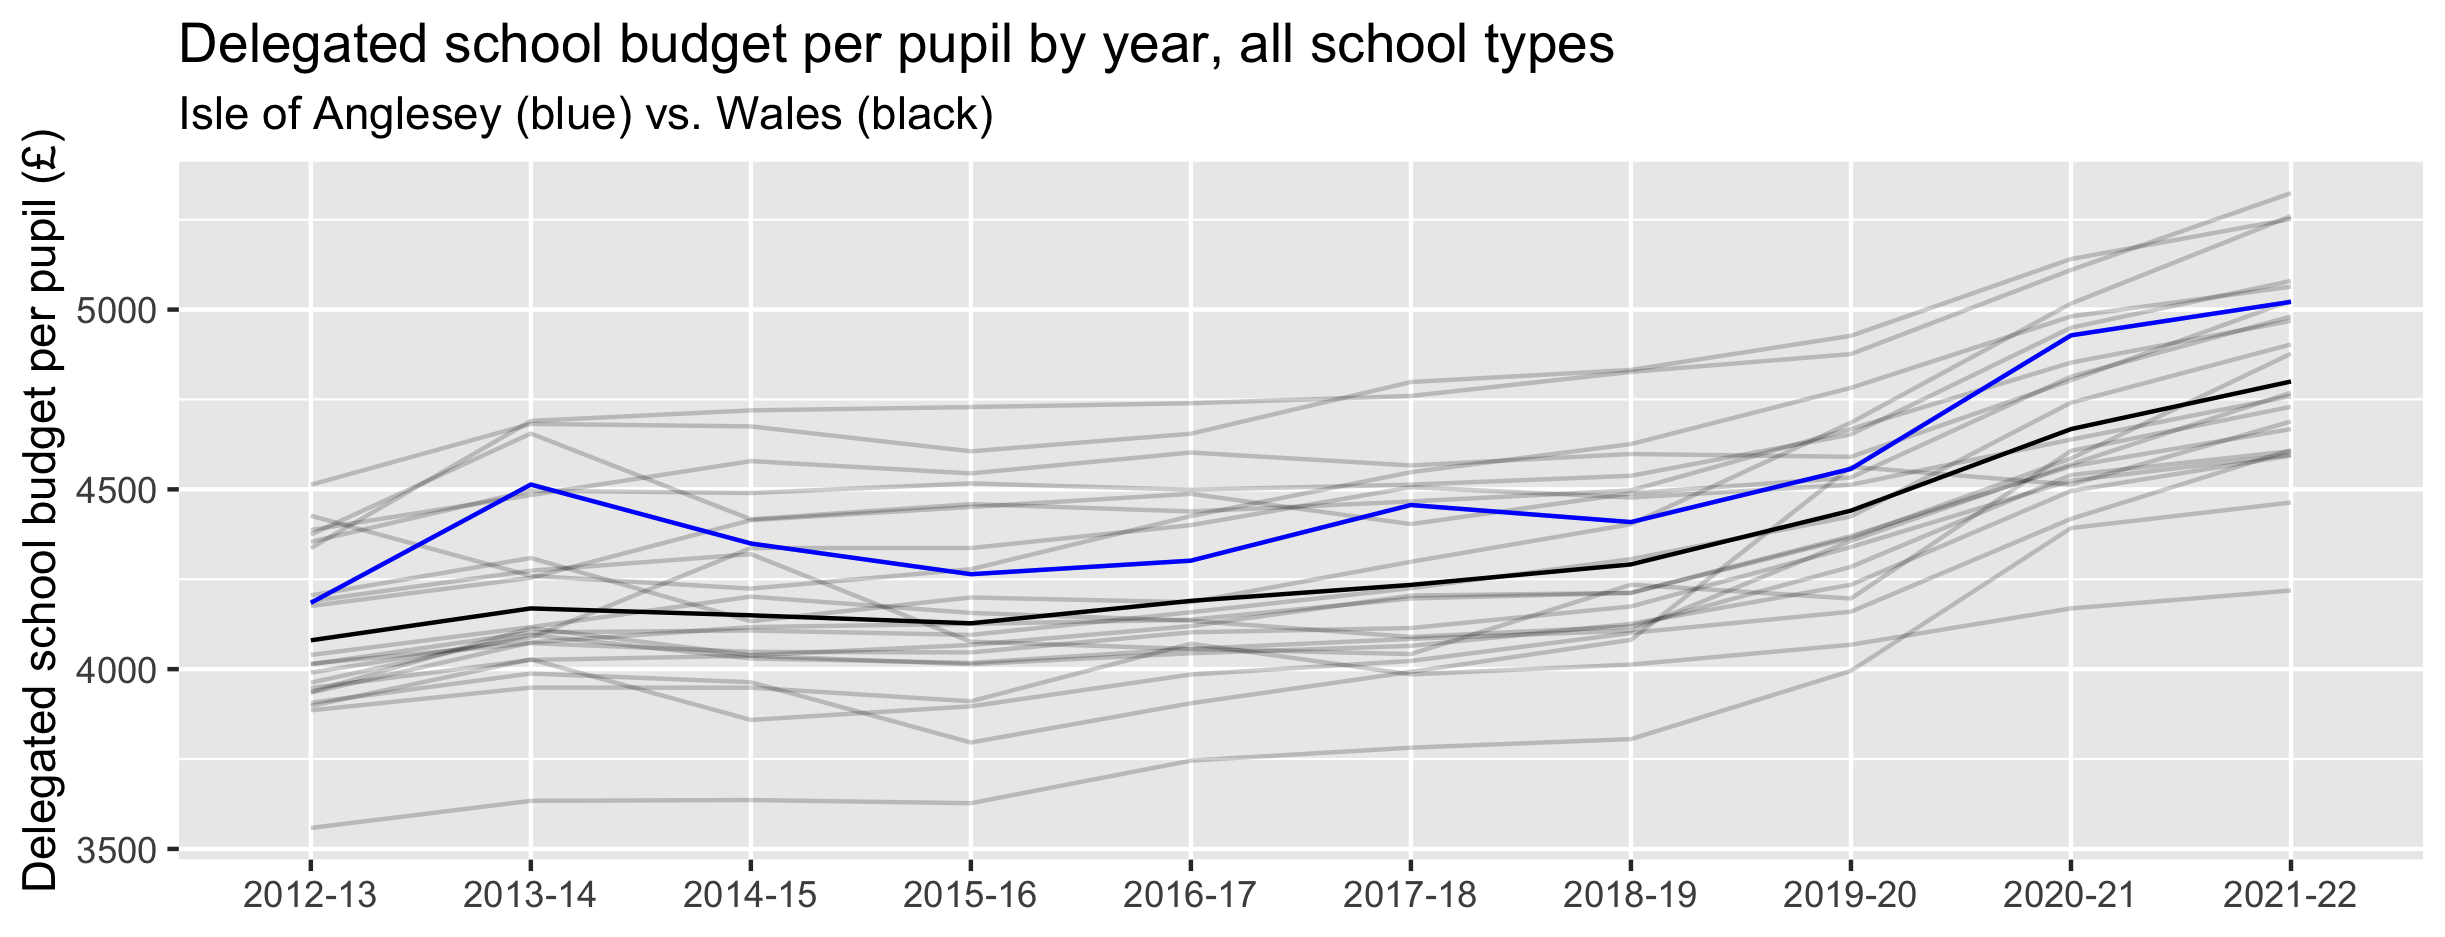 Delegated school budget per pupil by year, all school types
Isle of Anglesey (blue) vs. Wales (black)
Delegated school budget per pupil (£)
5000
4500
4000
3500
2012-13 2013-14 2014-15 2015-16 2016-17 2017-18 2018-19 2019-20 2020-21 2021-22